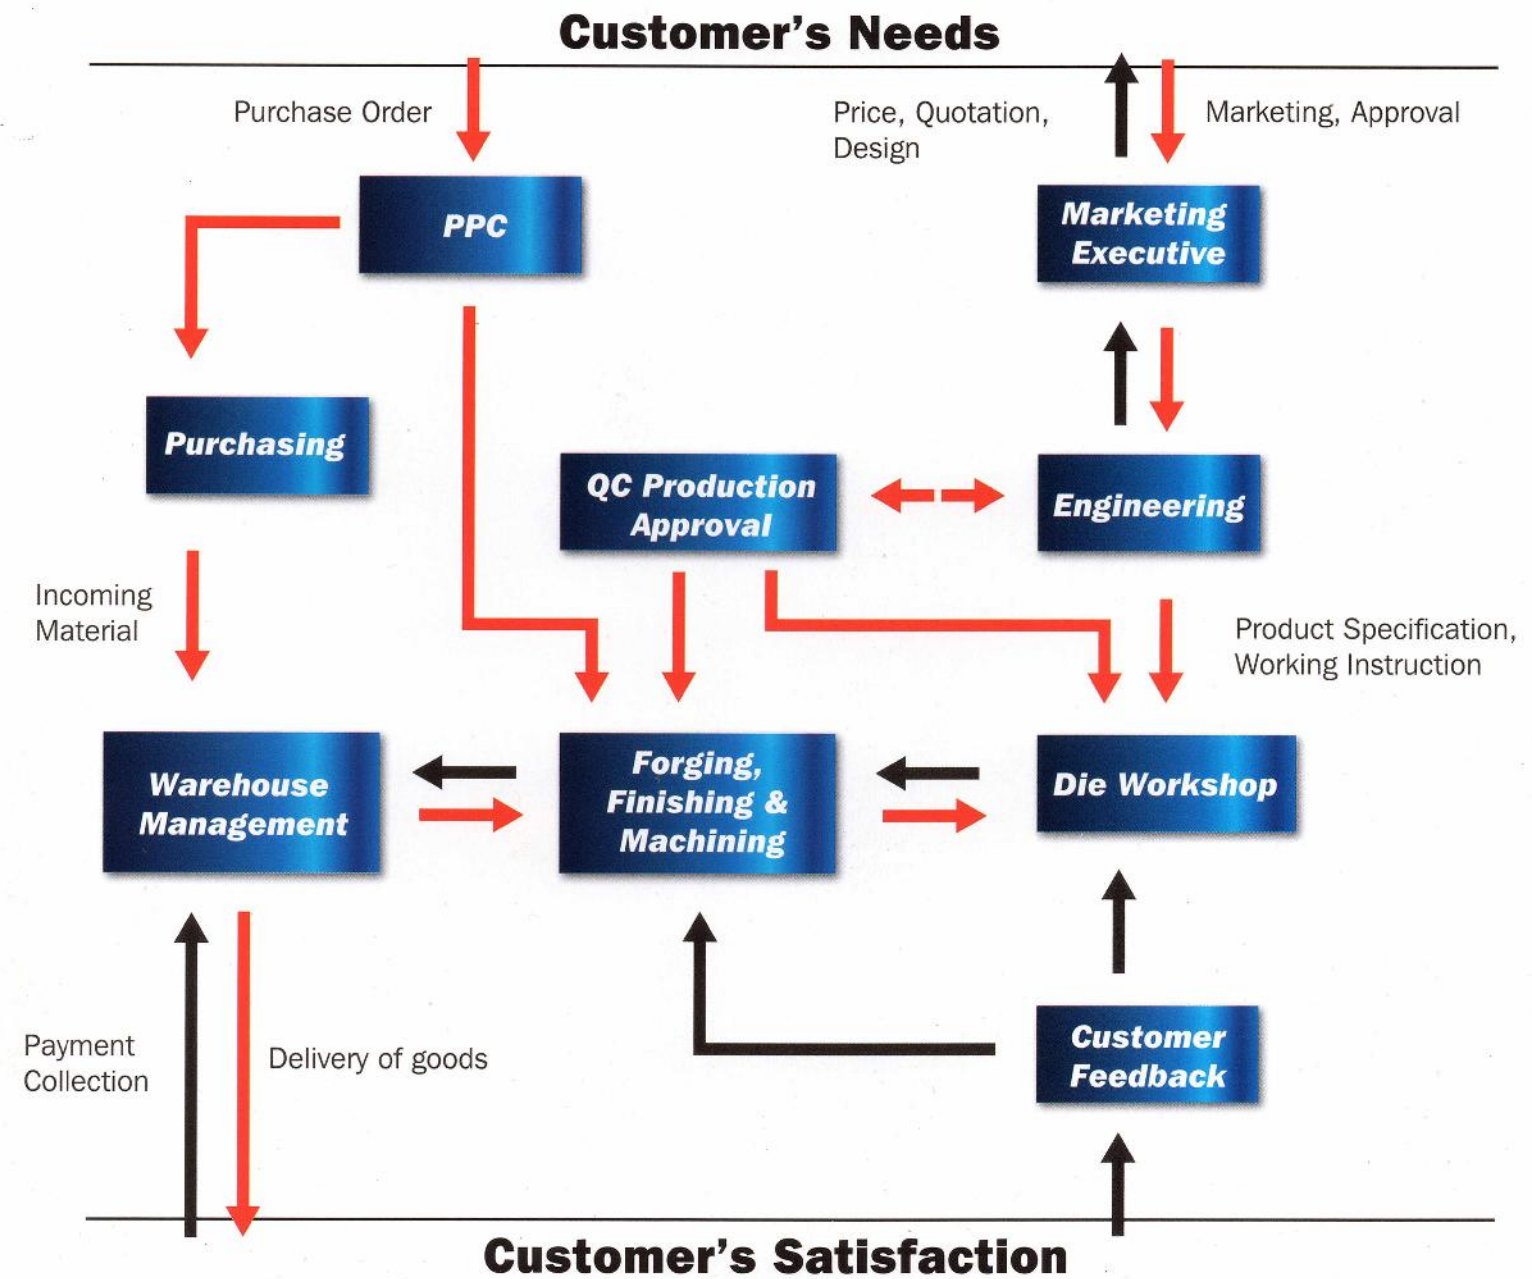 Customer's Needs
Purchase Order
Price, Quotation,
Design
Marketing, Approval
PPC
Marketing
Executive
Purchasing
QC Production
Approval
Engineering
Incoming
Material
Product Specification,
Working Instruction
Warehouse
Management
Forging,
Finishing &
Machining
Die Workshop
Payment
Collection
Delivery of goods
Customer
Feedback
Customer's Satisfaction